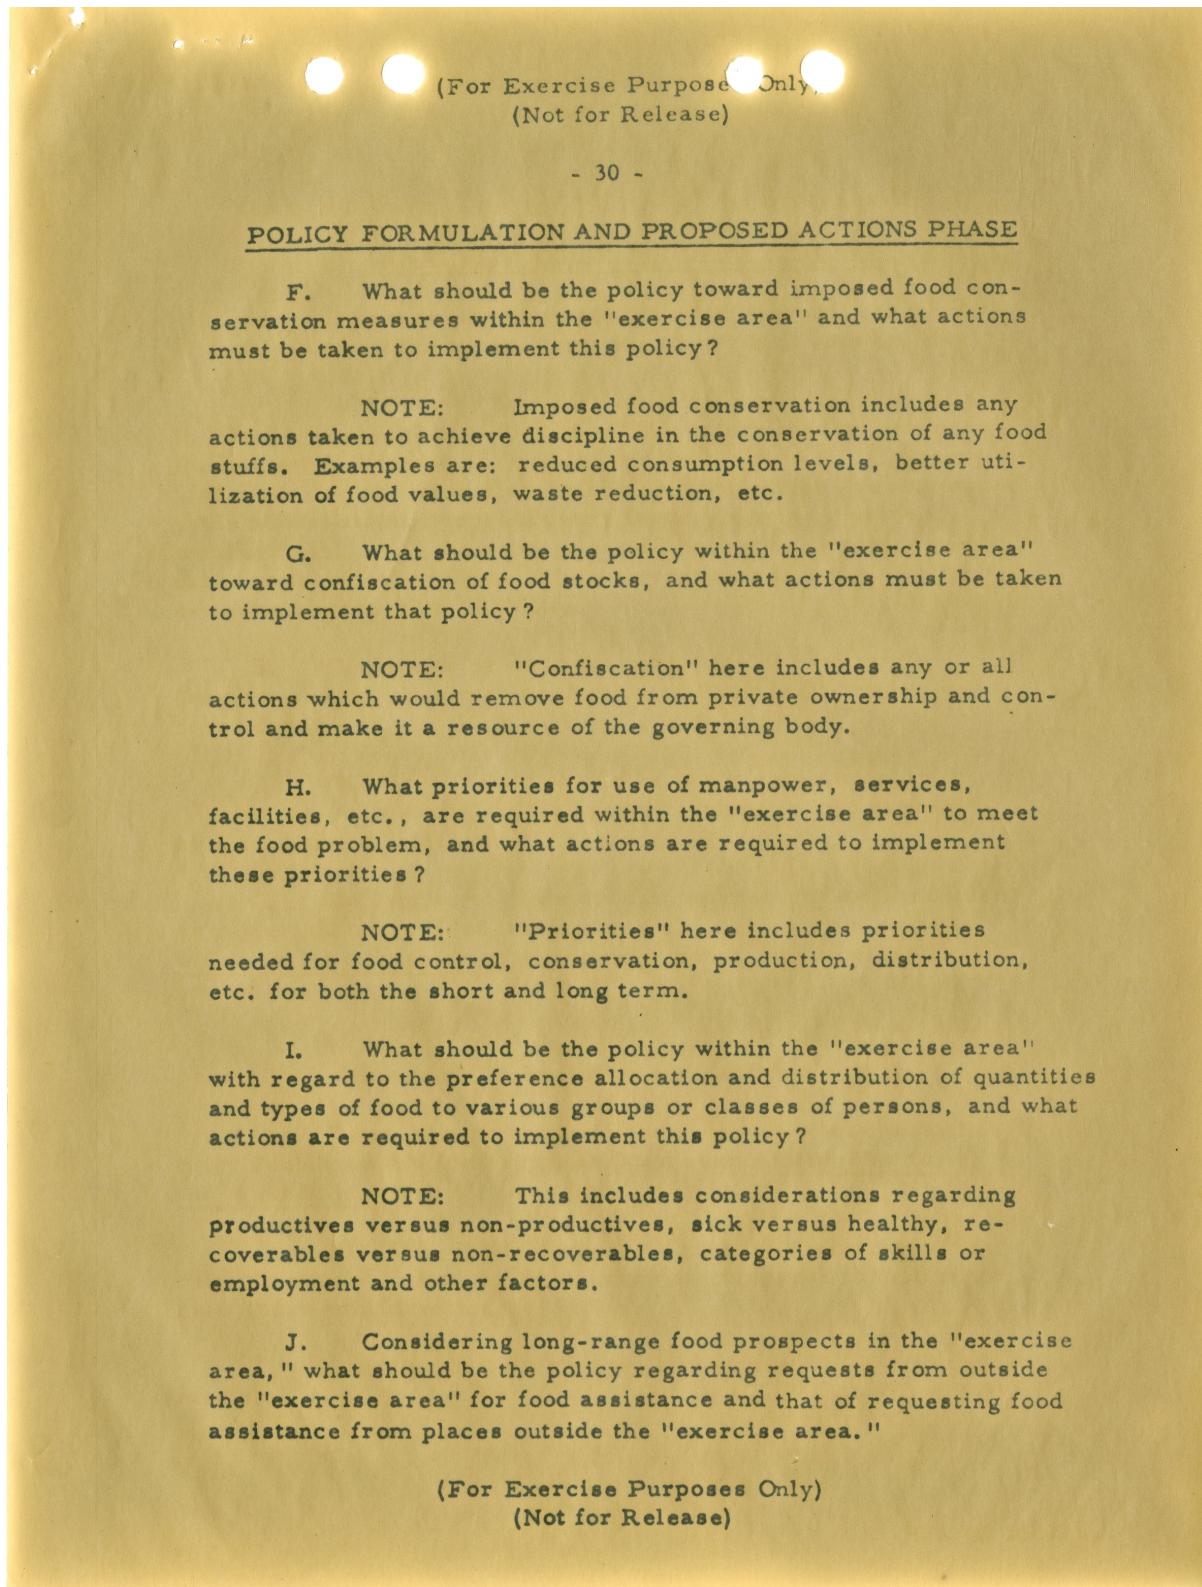 (For Exercise Purpose Only)
(Not for Release)
- 30 -
POLICY FORMULATION AND PROPOSED ACTIONS PHASE
F. What should be the policy toward imposed food con-
servation measures within the "exercise area" and what actions
must be taken to implement this policy?
NOTE: Imposed food conservation includes any
actions taken to achieve discipline in the conservation of any food
stuffs. Examples are: reduced consumption levels, better uti-
lization of food values, waste reduction, etc.
G. What should be the policy within the "exercise area"
toward confiscation of food stocks, and what actions must be taken
to implement that policy?
NOTE: "Confiscation" here includes any or all
actions which would remove food from private ownership and con-
trol and make it a resource of the governing body.
H. What priorities for use of manpower, services,
facilities, etc., are required within the "exercise area" to meet
the food problem, and what actions are required to implement
these priorities?
NOTE: "Priorities" here includes priorities
needed for food control, conservation, production, distribution,
etc. for both the short and long term.
I. What should be the policy within the "exercise area"
with regard to the preference allocation and distribution of quantities
and types of food to various groups or classes of persons, and what
actions are required to implement this policy?
NOTE: This includes considerations regarding
productives versus non-productives, sick versus healthy, re-
coverables versus non-recoverables, categories of skills or
employment and other factors.
J. Considering long-range food prospects in the "exercise
area," what should be the policy regarding requests from outside
the "exercise area" for food assistance and that of requesting food
assistance from places outside the "exercise area."
(For Exercise Purposes Only)
(Not for Release)